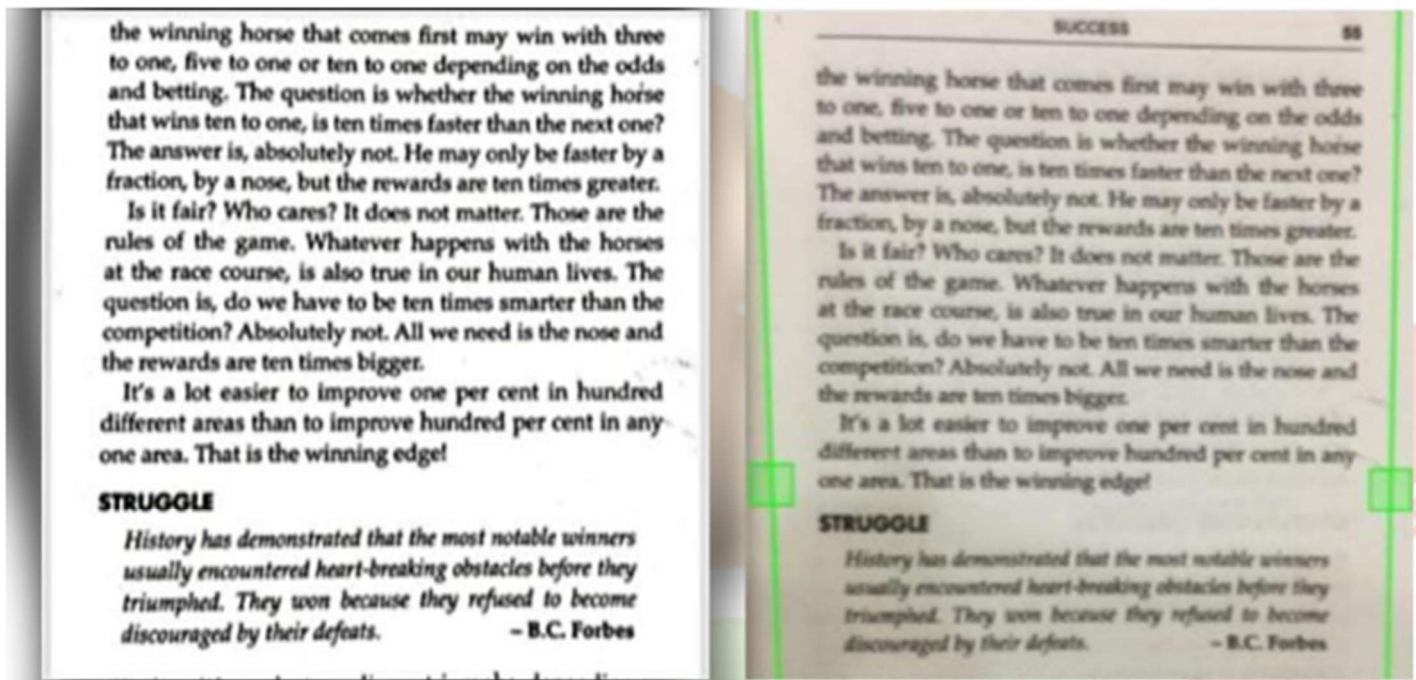 the winning horse that comes first may win with three
to one, five to one or ten to one depending on the odds
and betting. The question is whether the winning horse
that wins ten to one, is ten times faster than the next one?
The answer is, absolutely not. He may only be faster by a
fraction, by a nose, but the rewards are ten times greater.
Is it fair? Who cares? It does not matter. Those are the
rules of the game. Whatever happens with the horses
at the race course, is also true in our human lives. The
question is, do we have to be ten times smarter than the
competition? Absolutely not. All we need is the nose and
the rewards are ten times bigger.
It's a lot easier to improve one per cent in hundred
different areas than to improve hundred per cent in any
one area. That is the winning edge!
STRUGGLE
History has demonstrated that the most notable winners
usually encountered heart-breaking obstacles before they
triumphed. They won because they refused to become
discouraged by their defeats. – B.C. Forbes
SUCCESS 55
the winning horse that comes first may win with three
to one, five to one or ten to one depending on the odds
and betting. The question is whether the winning horse
that wins ten to one, is ten times faster than the next one?
The answer is, absolutely not. He may only be faster by a
fraction, by a nose, but the rewards are ten times greater.
Is it fair? Who cares? It does not matter. Those are the
rules of the game. Whatever happens with the horses
at the race course, is also true in our human lives. The
question is, do we have to be ten times smarter than the
competition? Absolutely not. All we need is the nose and
the rewards are ten times bigger.
It's a lot easier to improve one per cent in hundred
different areas than to improve hundred per cent in any
one area. That is the winning edge!
STRUGGLE
History has demonstrated that the most notable winners
usually encountered heart-breaking obstacles before they
triumphed. They won because they refused to become
discouraged by their defeats. – B.C. Forbes